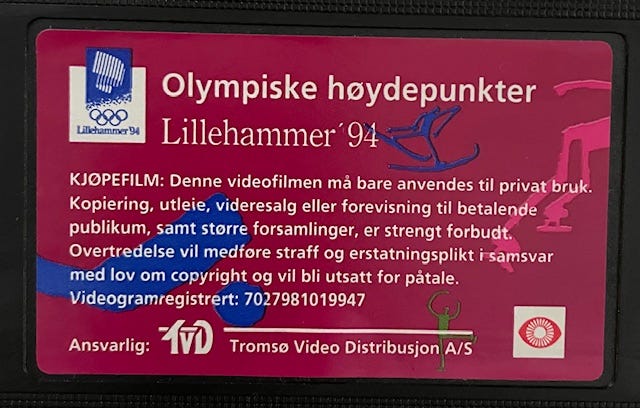 Olympiske høydepunkter
Lillehammer '94
Lillehammer´94
KJØPEFILM: Denne videofilmen må bare anvendes til privat bruk.
Kopiering, utleie, videresalg eller forevisning til betalende
publikum, samt større forsamlinger, er strengt forbudt.
Overtredelse vil medføre straff og erstatningsplikt i samsvar
med lov om copyright og vil bli utsatt for påtale.
Videogramregistrert: 7027981019947
Ansvarlig: TVD Tromsø Video Distribusjon A/S